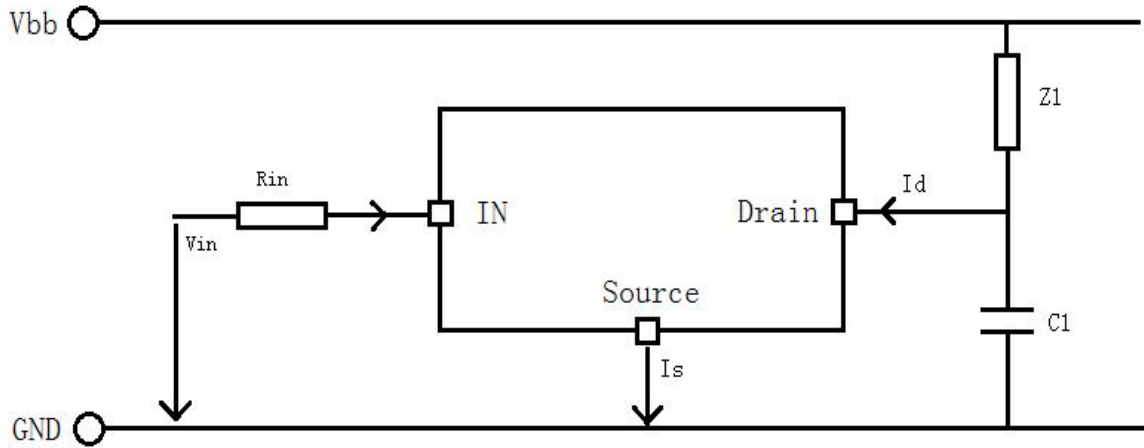 Vbb
Z1
Rin
Id
IN
Drain
Vin
Source
C1
Is
GND